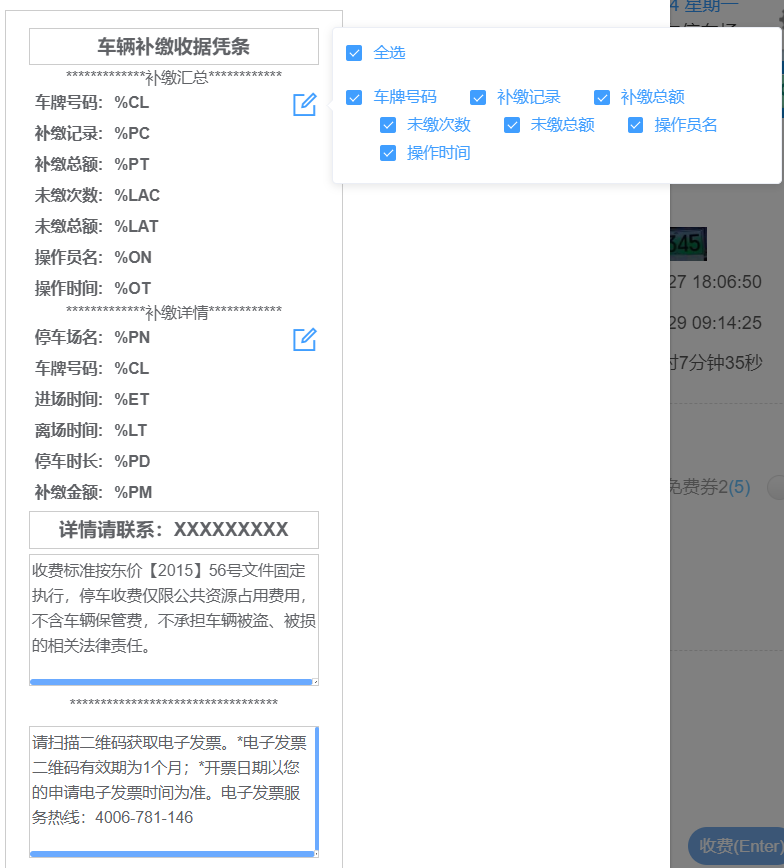 4 星期一
车辆补缴收据凭条
*************补缴汇总************
车牌号码: %CL
补缴记录: %PC
补缴总额: %PT
未缴次数: %LAC
未缴总额: %LAT
操作员名: %ON
操作时间: %OT
*************补缴详情************
停车场名: %PN
车牌号码: %CL
进场时间: %ET
离场时间: %LT
停车时长: %PD
补缴金额: %PM
详情请联系：XXXXXXXXX
收费标准按东价【2015】56号文件固定
执行，停车收费仅限公共资源占用费用，
不含车辆保管费，不承担车辆被盗、被损
的相关法律责任。
**********************************
请扫描二维码获取电子发票。*电子发票
二维码有效期为1个月；*开票日期以您
的申请电子发票时间为准。电子发票服
务热线：4006-781-146
全选
车牌号码 补缴记录 补缴总额
未缴次数 未缴总额 操作员名
操作时间
345
27 18:06:50
29 09:14:25
时7分钟35秒
免费券2(5)
收费(Enter)